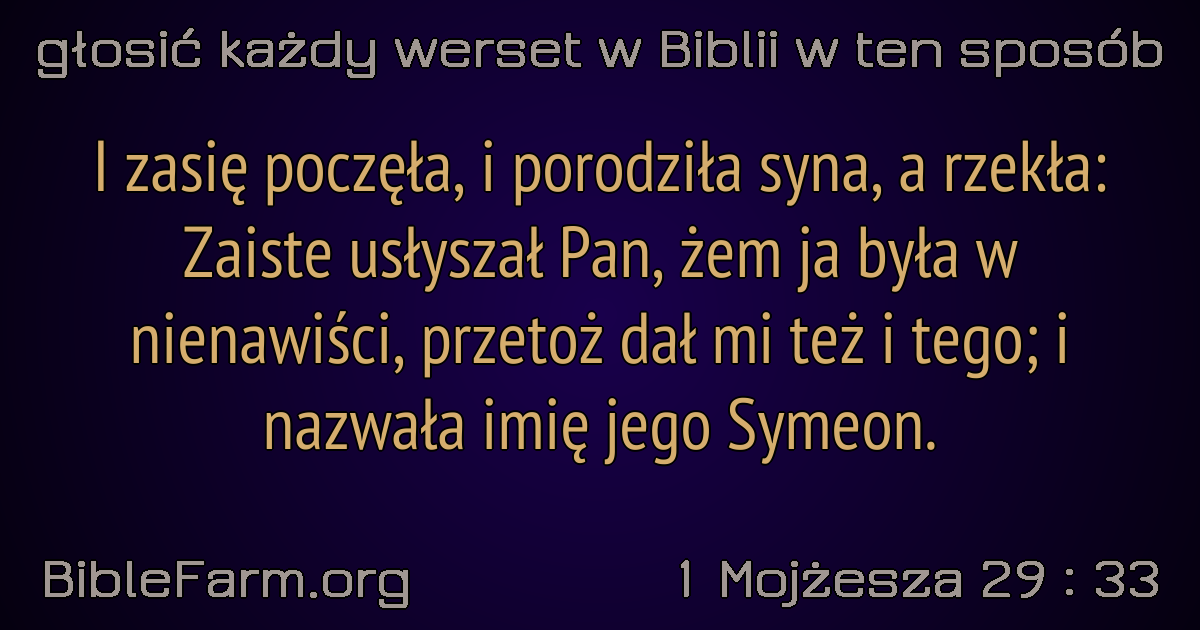 głosić każdy werset w Biblii w ten sposób
I zasię poczęła, i porodziła syna, a rzekła:
Zaiste usłyszał Pan, żem ja była w
nienawiści, przetoż dał mi też i tego; i
nazwała imię jego Symeon.
BibleFarm.org
1 Mojżesza 29 : 33